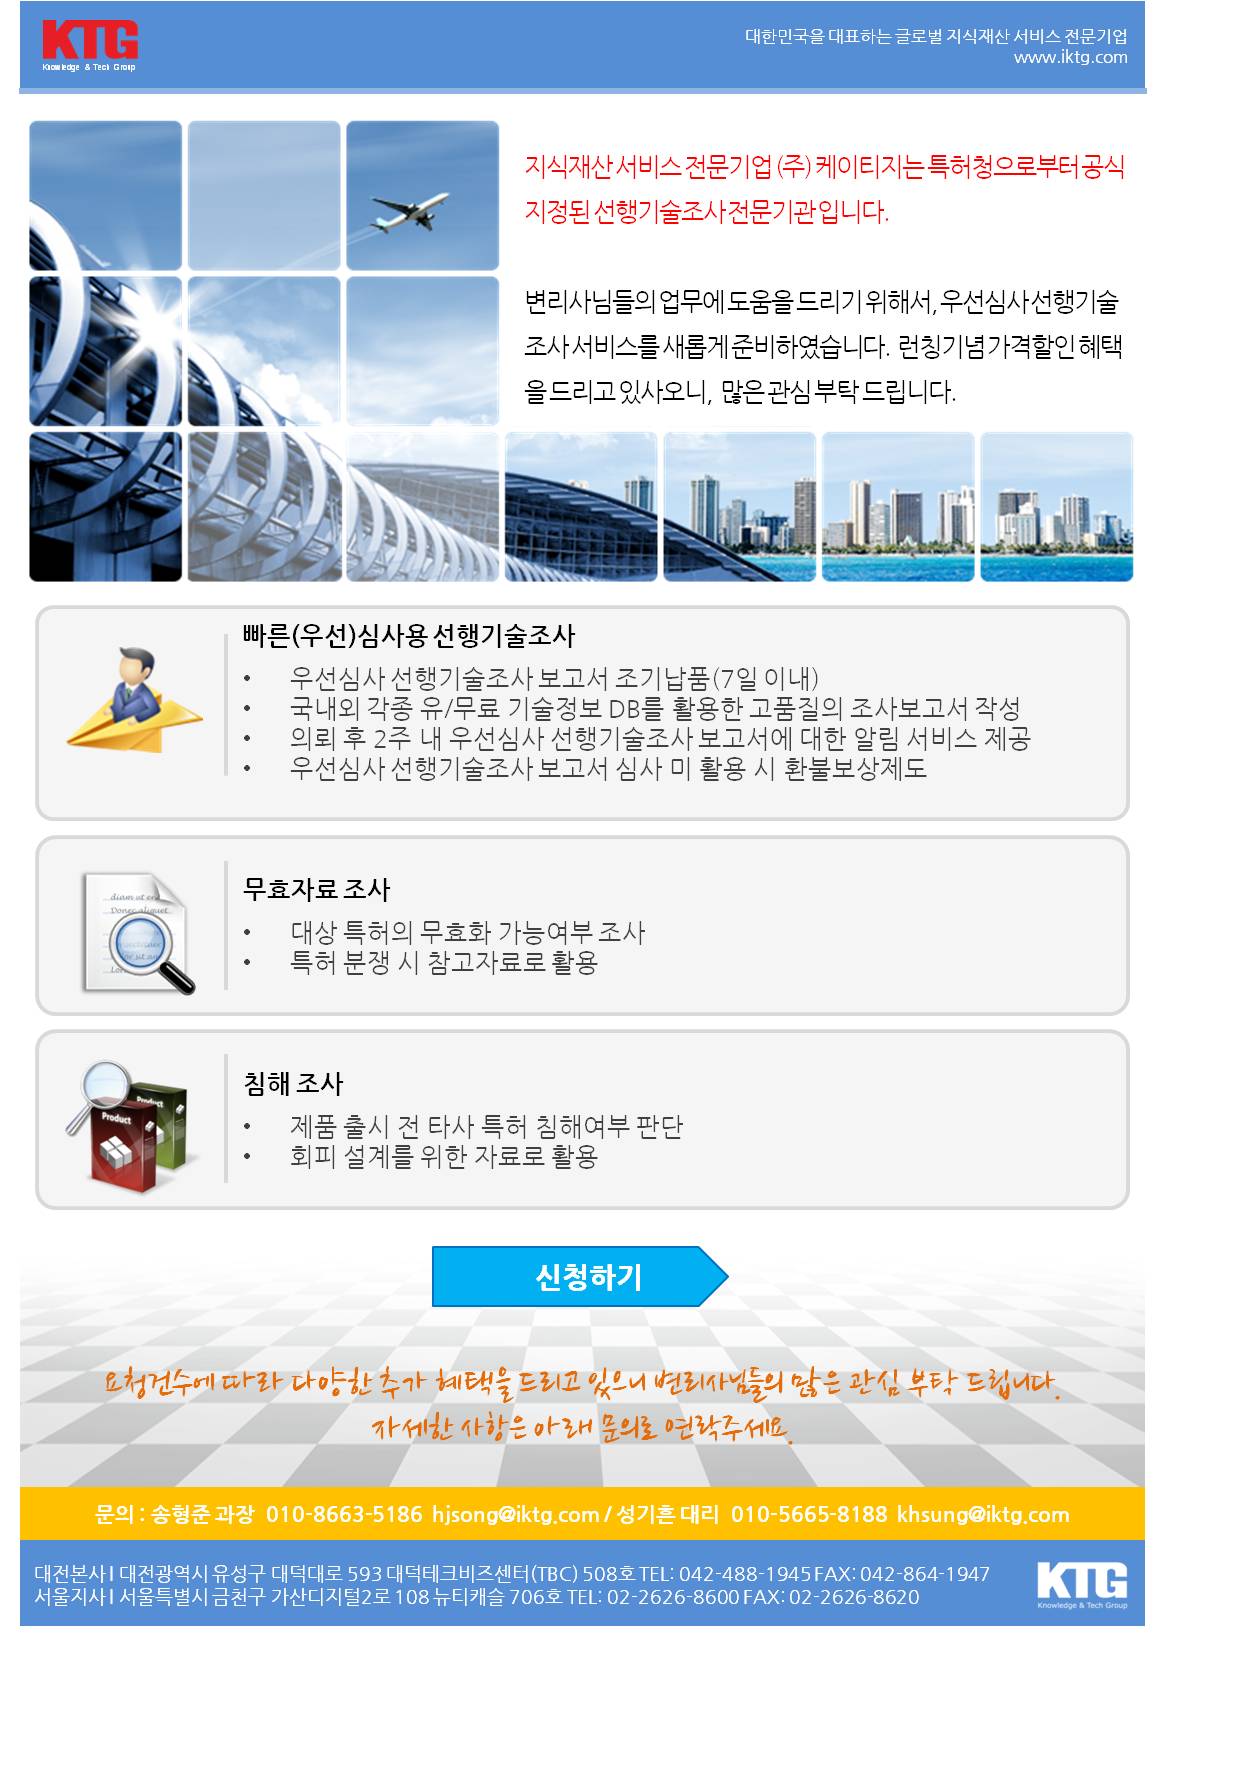 KTG
Knowledge & Tech Group
대한민국을 대표하는 글로벌 지식재산 서비스 전문기업
www.iktg.com
지식재산 서비스 전문기업 (주) 케이티지는 특허청으로부터 공식
지정된 선행기술조사 전문기관 입니다.
변리사님들의 업무에 도움을 드리기 위해서, 우선심사 선행기술
조사 서비스를 새롭게 준비하였습니다. 런칭기념 가격할인 혜택
을 드리고 있사오니, 많은 관심 부탁 드립니다.
빠른(우선)심사용 선행기술조사
• 우선심사 선행기술조사 보고서 조기납품(7일 이내)
• 국내외 각종 유/무료 기술정보 DB를 활용한 고품질의 조사보고서 작성
• 의뢰 후 2주 내 우선심사 선행기술조사 보고서에 대한 알림 서비스 제공
• 우선심사 선행기술조사 보고서 심사 미 활용 시 환불보상제도
diam ut
Donec aliquet
무효자료 조사
• 대상 특허의 무효화 가능여부 조사
• 특허 분쟁 시 참고자료로 활용
Product
Product
침해 조사
• 제품 출시 전 타사 특허 침해여부 판단
• 회피 설계를 위한 자료로 활용
신청하기
요청건수에 따라 다양한 추가 혜택을 드리고 있으니 변리사님들의 많은 관심 부탁 드립니다.
자세한 사항은 아래 문의로 연락주세요.
문의 : 송형준 과장 010-8663-5186 hjsong@iktg.com / 성기흔 대리 010-5665-8188 khsung@iktg.com
대전본사 l 대전광역시 유성구 대덕대로 593 대덕테크비즈센터(TBC) 508호 TEL: 042-488-1945 FAX: 042-864-1947
서울지사 l 서울특별시 금천구 가산디지털2로 108 뉴티캐슬 706호 TEL: 02-2626-8600 FAX: 02-2626-8620
KTG
Knowledge & Tech Group